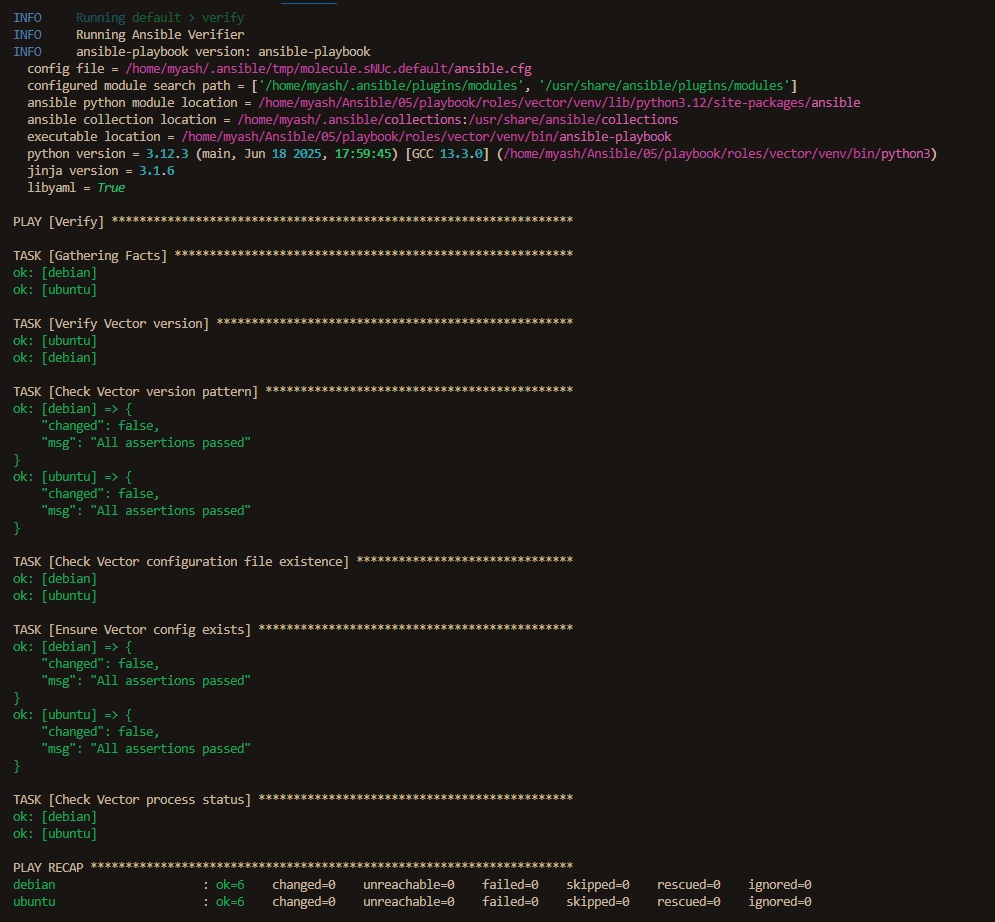 INFO     Running default > verify
INFO     Running Ansible Verifier
INFO     ansible-playbook version: ansible-playbook
  config file = /home/myash/.ansible/tmp/molecule.sNUc.default/ansible.cfg
  configured module search path = ['/home/myash/.ansible/plugins/modules', '/usr/share/ansible/plugins/modules']
  ansible python module location = /home/myash/Ansible/05/playbook/roles/vector/venv/lib/python3.12/site-packages/ansible
  ansible collection location = /home/myash/.ansible/collections:/usr/share/ansible/collections
  executable location = /home/myash/Ansible/05/playbook/roles/vector/venv/bin/ansible-playbook
  python version = 3.12.3 (main, Jun 18 2025, 17:59:45) [GCC 13.3.0] (/home/myash/Ansible/05/playbook/roles/vector/venv/bin/python3)
  jinja version = 3.1.6
  libyaml = True

PLAY [Verify] ******************************************************************

TASK [Gathering Facts] *********************************************************
ok: [debian]
ok: [ubuntu]

TASK [Verify Vector version] ***************************************************
ok: [ubuntu]
ok: [debian]

TASK [Check Vector version pattern] ********************************************
ok: [debian] => {
    "changed": false,
    "msg": "All assertions passed"
}
ok: [ubuntu] => {
    "changed": false,
    "msg": "All assertions passed"
}

TASK [Check Vector configuration file existence] *******************************
ok: [debian]
ok: [ubuntu]

TASK [Ensure Vector config exists] *********************************************
ok: [debian] => {
    "changed": false,
    "msg": "All assertions passed"
}
ok: [ubuntu] => {
    "changed": false,
    "msg": "All assertions passed"
}

TASK [Check Vector process status] *********************************************
ok: [debian]
ok: [ubuntu]

PLAY RECAP *********************************************************************
debian                     : ok=6    changed=0    unreachable=0    failed=0    skipped=0    rescued=0    ignored=0
ubuntu                     : ok=6    changed=0    unreachable=0    failed=0    skipped=0    rescued=0    ignored=0